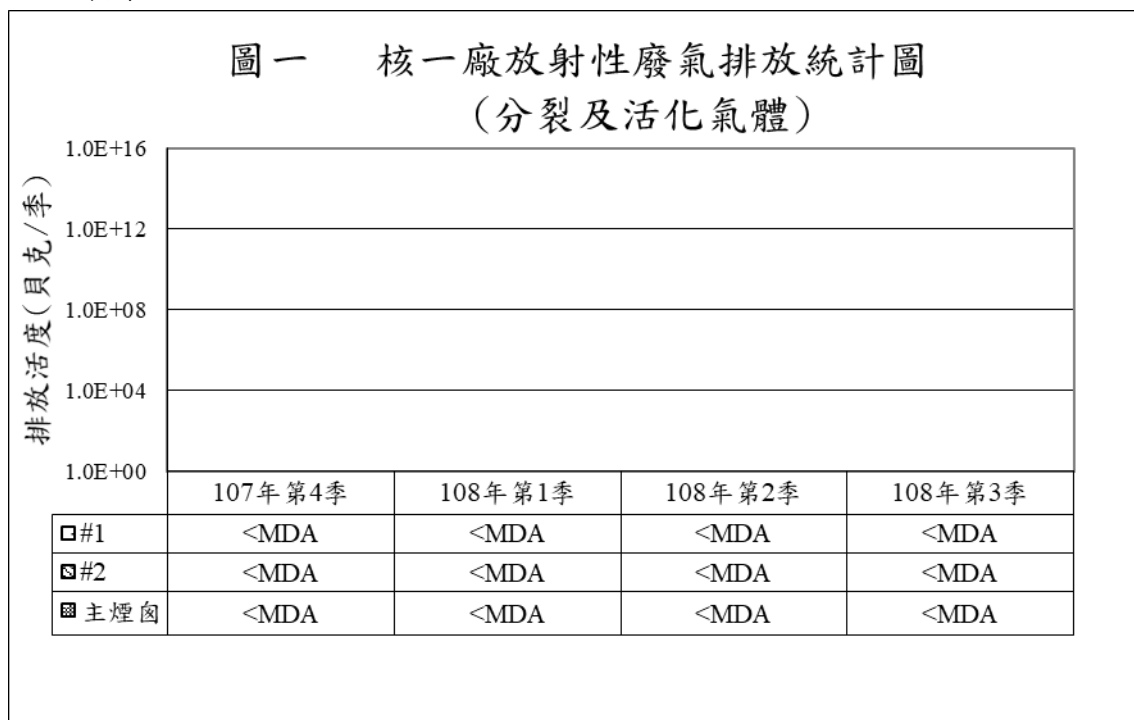 圖一 核一廠放射性廢氣排放統計圖
(分裂及活化氣體)
排放活度(貝克/季)
1.0E+16
1.0E+12
1.0E+08
1.0E+04
1.0E+00
107年第4季 108年第1季 108年第2季 108年第3季
#1 <MDA <MDA <MDA <MDA
#2 <MDA <MDA <MDA <MDA
主煙囪 <MDA <MDA <MDA <MDA